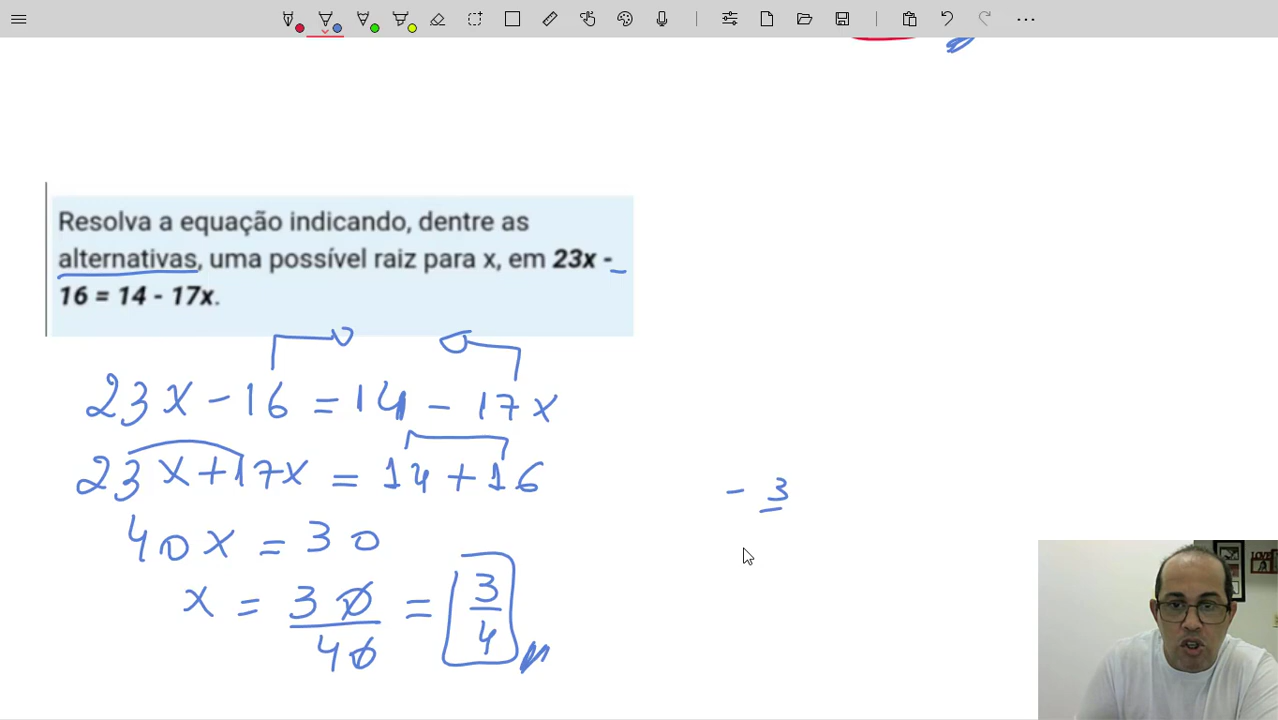 Resolva a equação indicando, dentre as
alternativas, uma possível raiz para x, em 23x -
16 = 14 - 17x.
23x - 16 = 14 - 17x
23x + 17x = 14 + 16
40x = 30
x = 30/40 = 3/4
- 3
LOVE